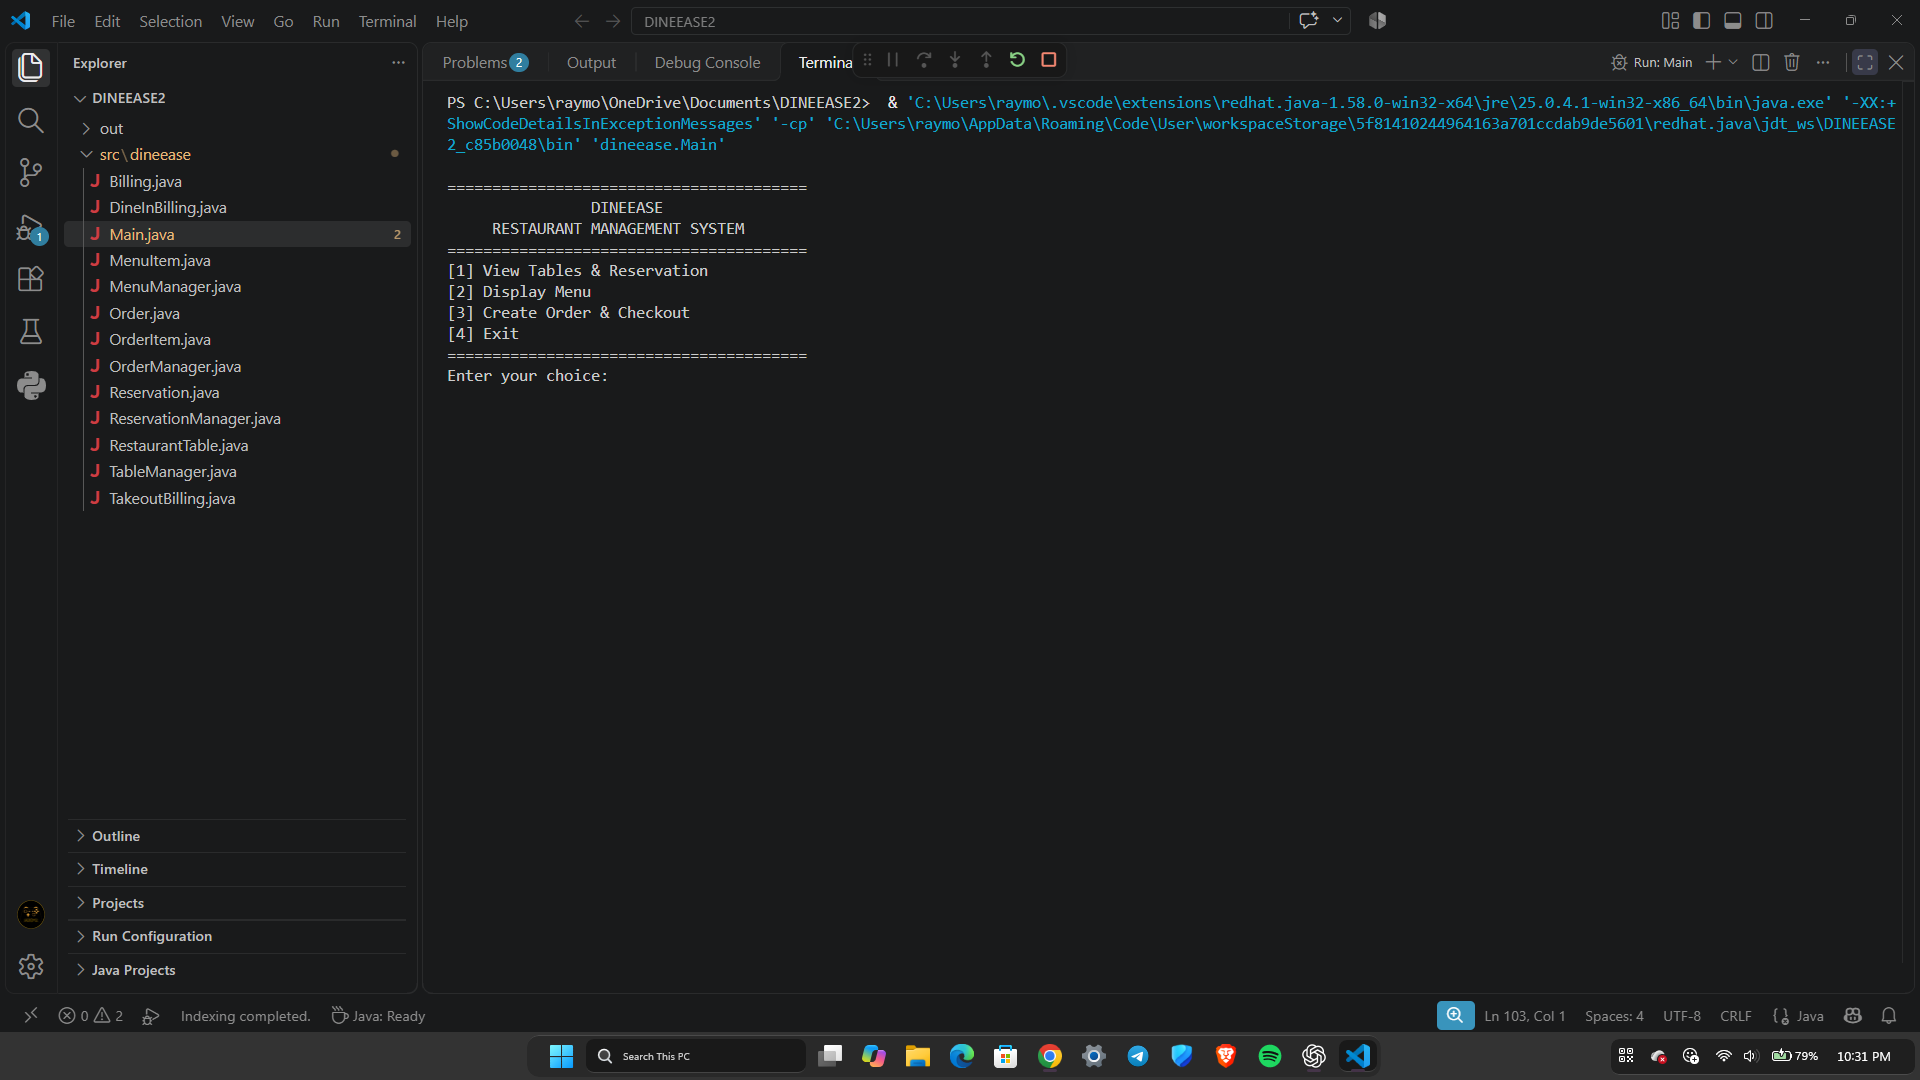 File Edit Selection View Go Run Terminal Help
DINEEASE2
Explorer
DINEEASE2
out
src\dineease
Billing.java
DineInBilling.java
Main.java 2
MenuItem.java
MenuManager.java
Order.java
OrderItem.java
OrderManager.java
Reservation.java
ReservationManager.java
RestaurantTable.java
TableManager.java
TakeoutBilling.java
Outline
Timeline
Projects
Run Configuration
Java Projects
1
Problems 2 Output Debug Console Termina
Run: Main
PS C:\Users\raymo\OneDrive\Documents\DINEEASE2>  & 'C:\Users\raymo\.vscode\extensions\redhat.java-1.58.0-win32-x64\jre\25.0.4.1-win32-x86_64\bin\java.exe' '-XX:+
ShowCodeDetailsInExceptionMessages' '-cp' 'C:\Users\raymo\AppData\Roaming\Code\User\workspaceStorage\5f81410244964163a701ccdab9de5601\redhat.java\jdt_ws\DINEEASE
2_c85b0048\bin' 'dineease.Main'
========================================
DINEEASE
RESTAURANT MANAGEMENT SYSTEM
========================================
[1] View Tables & Reservation
[2] Display Menu
[3] Create Order & Checkout
[4] Exit
========================================
Enter your choice:
0 2 Indexing completed. Java: Ready
Ln 103, Col 1 Spaces: 4 UTF-8 CRLF Java
Search This PC
79% 10:31 PM